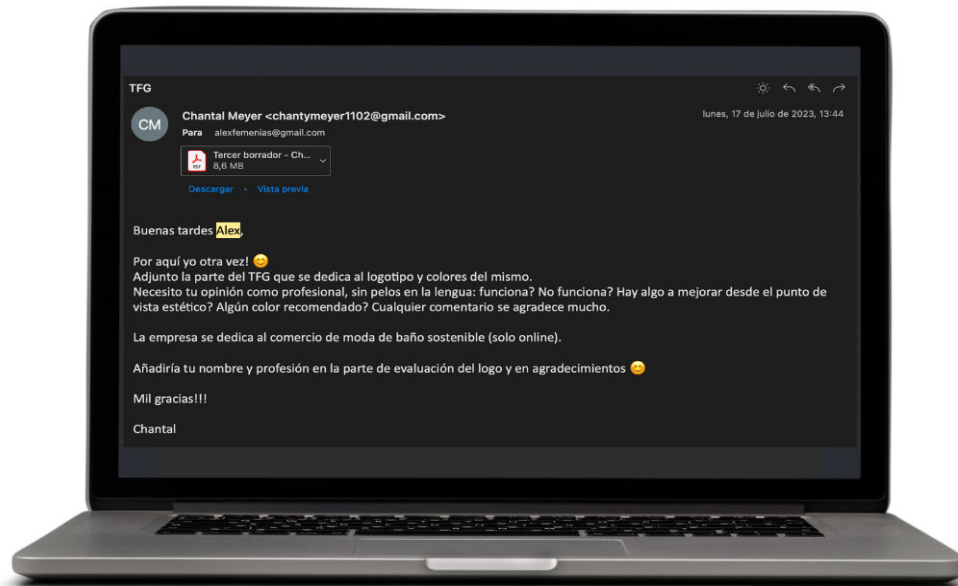 TFG
CM
Chantal Meyer <chantymeyer1102@gmail.com>
lunes, 17 de julio de 2023, 13:44
Para alexfemenias@gmail.com
Tercer borrador - Ch...
PDF
8,6 MB
Descargar • Vista previa
Buenas tardes Alex,
Por aquí yo otra vez! 😊
Adjunto la parte del TFG que se dedica al logotipo y colores del mismo.
Necesito tu opinión como profesional, sin pelos en la lengua: funciona? No funciona? Hay algo a mejorar desde el punto de
vista estético? Algún color recomendado? Cualquier comentario se agradece mucho.
La empresa se dedica al comercio de moda de baño sostenible (solo online).
Añadiría tu nombre y profesión en la parte de evaluación del logo y en agradecimientos 😊
Mil gracias!!!
Chantal